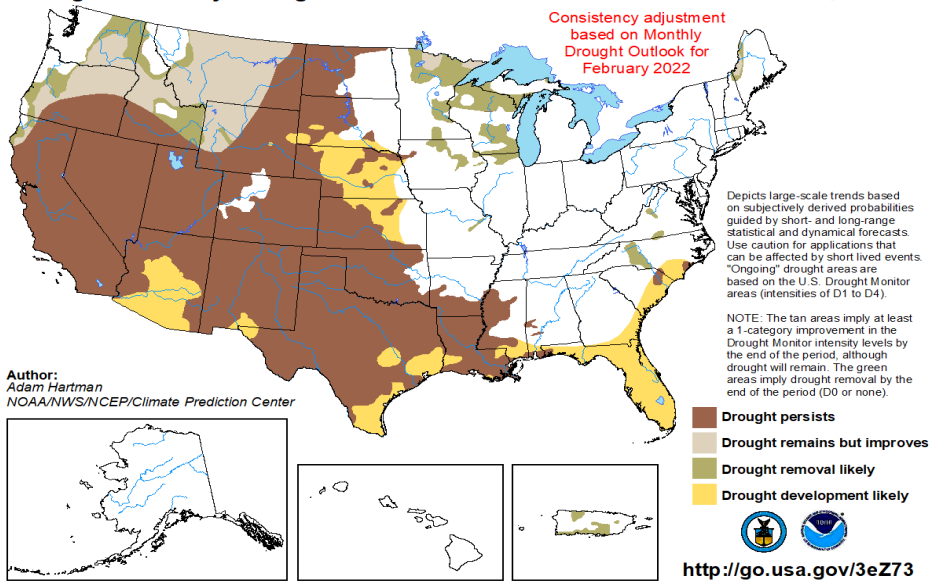 Consistency adjustment
based on Monthly
Drought Outlook for
February 2022
Depicts large-scale trends based
on subjectively derived probabilities
guided by short- and long-range
statistical and dynamical forecasts.
Use caution for applications that
can be affected by short lived events.
"Ongoing" drought areas are
based on the U.S. Drought Monitor
areas (intensities of D1 to D4).
NOTE: The tan areas imply at least
a 1-category improvement in the
Drought Monitor intensity levels by
the end of the period, although
drought will remain. The green
areas imply drought removal by the
end of the period (D0 or none).
Author:
Adam Hartman
NOAA/NWS/NCEP/Climate Prediction Center
Drought persists
Drought remains but improves
Drought removal likely
Drought development likely
http://go.usa.gov/3eZ73